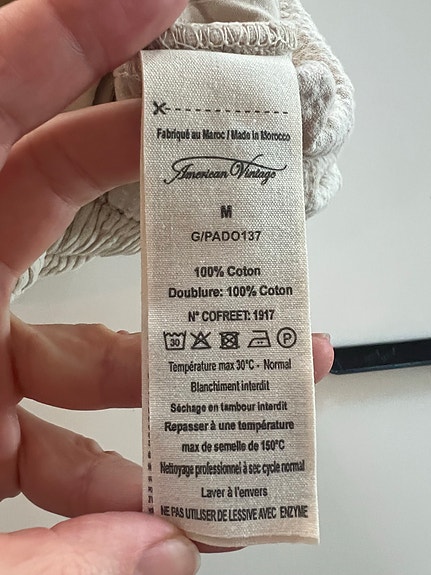 Fabriqué au Maroc / Made in Morocco
American Vintage
M
G/PADO137
100% Coton
Doublure: 100% Coton
N° COFREET: 1917
30 P
Température max 30°C - Normal
Blanchiment interdit
Séchage en tambour interdit
Repasser à une température
max de semelle de 150°C
Nettoyage professionnel à sec cycle normal
Laver à l'envers
NE PAS UTILISER DE LESSIVE AVEC ENZYME